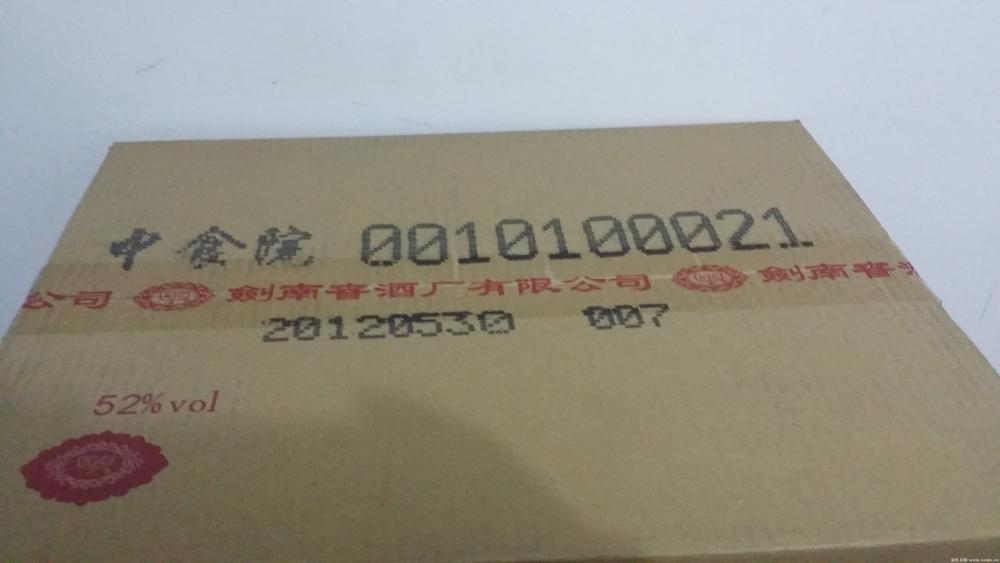 中食院 0010100021
公司 劍南春酒厂有限公司 劍南春酒
20120530 007
52%vol